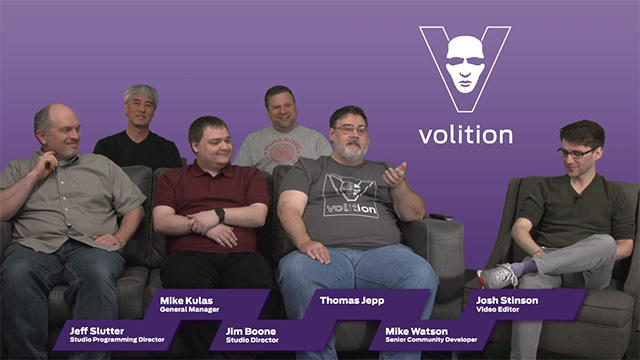 volition
volition
Mike Kulas
General Manager
Thomas Jepp
Josh Stinson
Video Editor
Jeff Slutter
Studio Programming Director
Jim Boone
Studio Director
Mike Watson
Senior Community Developer